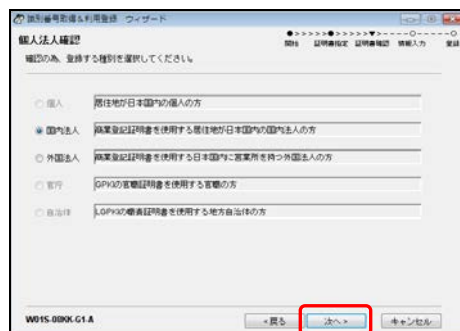 識別番号取得&利用登録 ウィザード
個人法人確認
開始 証明書指定 証明書確認 情報入力 登録
確認の為、登録する種別を選択してください。
個人 居住地が日本国内の個人の方
国内法人 商業登記証明書を使用する居住地が日本国内の国内法人の方
外国法人 商業登記証明書を使用する日本国内に営業所を持つ外国法人の方
官庁 GPKIの官職証明書を使用する官職の方
自治体 LGPKIの職責証明書を使用する地方自治体の方
W01S-08KK-G1-A
<戻る 次へ> キャンセル